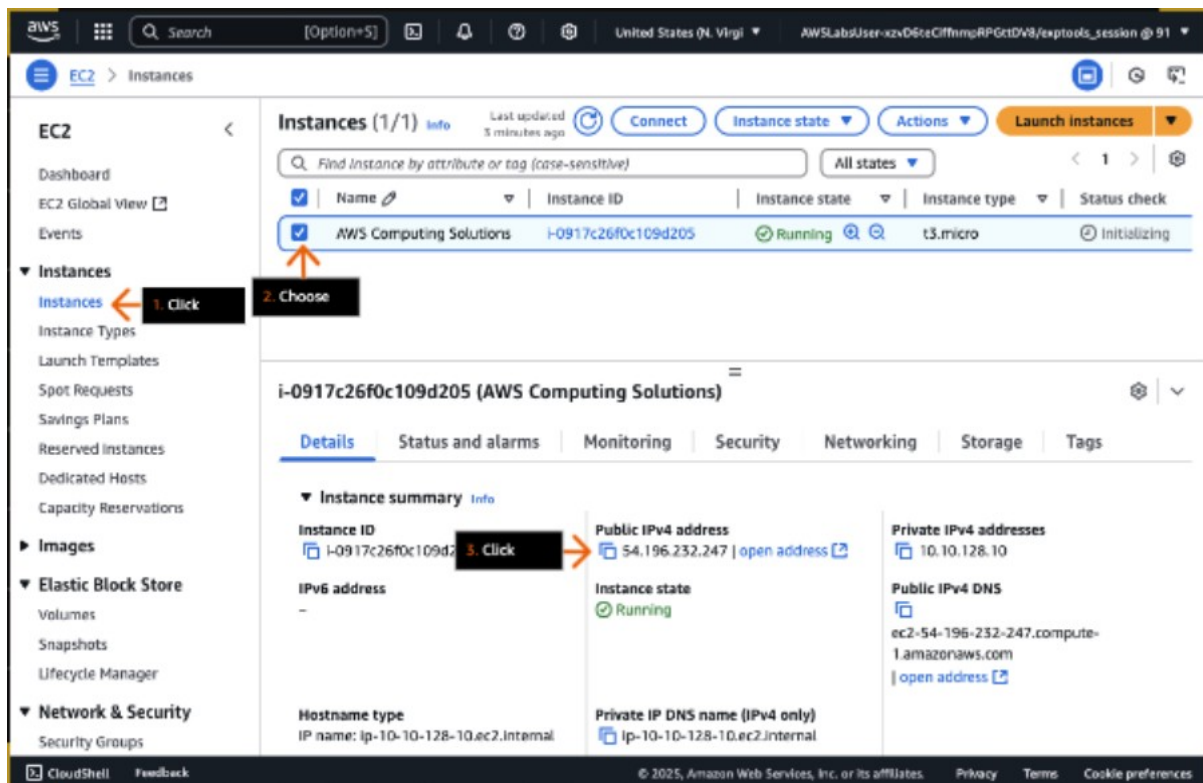 aws
Search [Option+S]
United States (N. Virgi
AWSLabsUser-xzvD6teCiffnmpRPGttDV8/exptools_session @ 91
EC2 > Instances
EC2
Dashboard
EC2 Global View
Events
Instances
Instances
1. Click
Instance Types
Launch Templates
Spot Requests
Savings Plans
Reserved Instances
Dedicated Hosts
Capacity Reservations
Images
Elastic Block Store
Volumes
Snapshots
Lifecycle Manager
Network & Security
Security Groups
Instances (1/1) Info
Last updated
3 minutes ago
Connect
Instance state
Actions
Launch instances
Find Instance by attribute or tag (case-sensitive)
All states
1
Name Instance ID Instance state Instance type Status check
AWS Computing Solutions i-0917c26f0c109d205 Running t3.micro Initializing
2. Choose
i-0917c26f0c109d205 (AWS Computing Solutions)
Details Status and alarms Monitoring Security Networking Storage Tags
Instance summary Info
Instance ID
i-0917c26f0c109d2
3. Click
Public IPv4 address
54.196.232.247 | open address
Private IPv4 addresses
10.10.128.10
IPv6 address
–
Instance state
Running
Public IPv4 DNS
ec2-54-196-232-247.compute-
1.amazonaws.com
| open address
Hostname type
IP name: ip-10-10-128-10.ec2.internal
Private IP DNS name (IPv4 only)
ip-10-10-128-10.ec2.internal
CloudShell Feedback
© 2025, Amazon Web Services, Inc. or its affiliates. Privacy Terms Cookie preferences